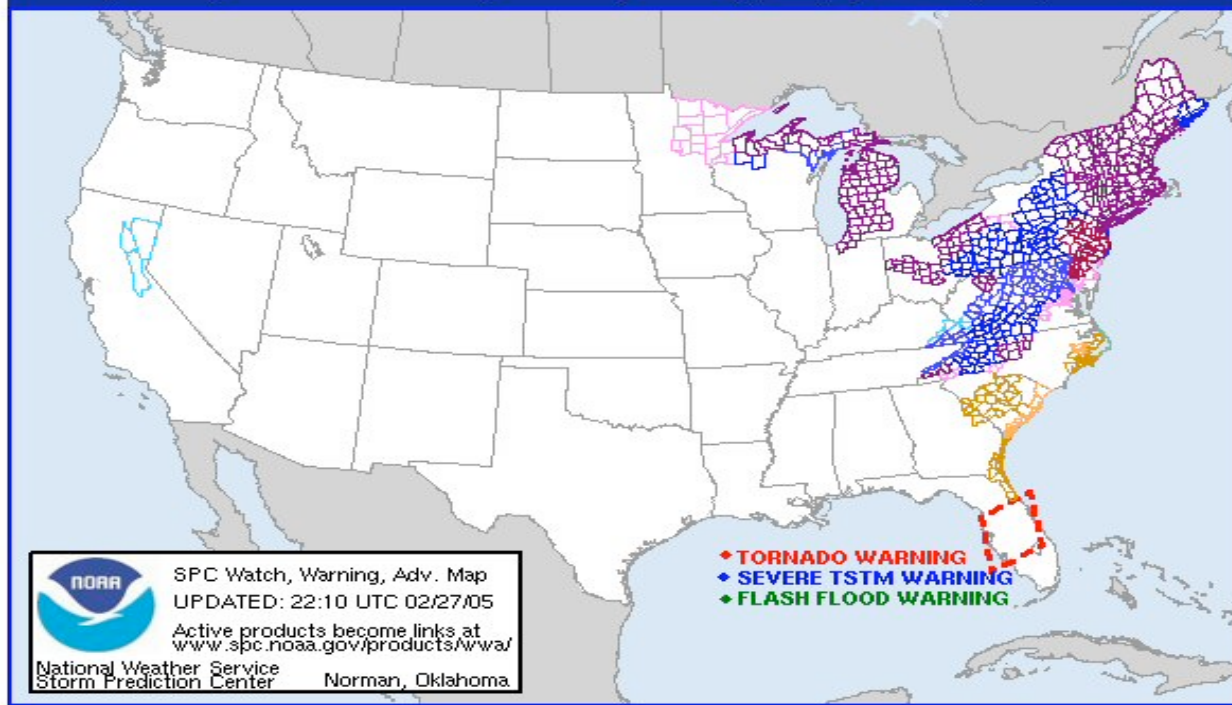 TORNADO WARNING
SEVERE TSTM WARNING
FLASH FLOOD WARNING
NOAA
SPC Watch, Warning, Adv. Map
UPDATED: 22:10 UTC 02/27/05
Active products become links at
www.spc.noaa.gov/products/wwa/
National Weather Service
Storm Prediction Center Norman, Oklahoma